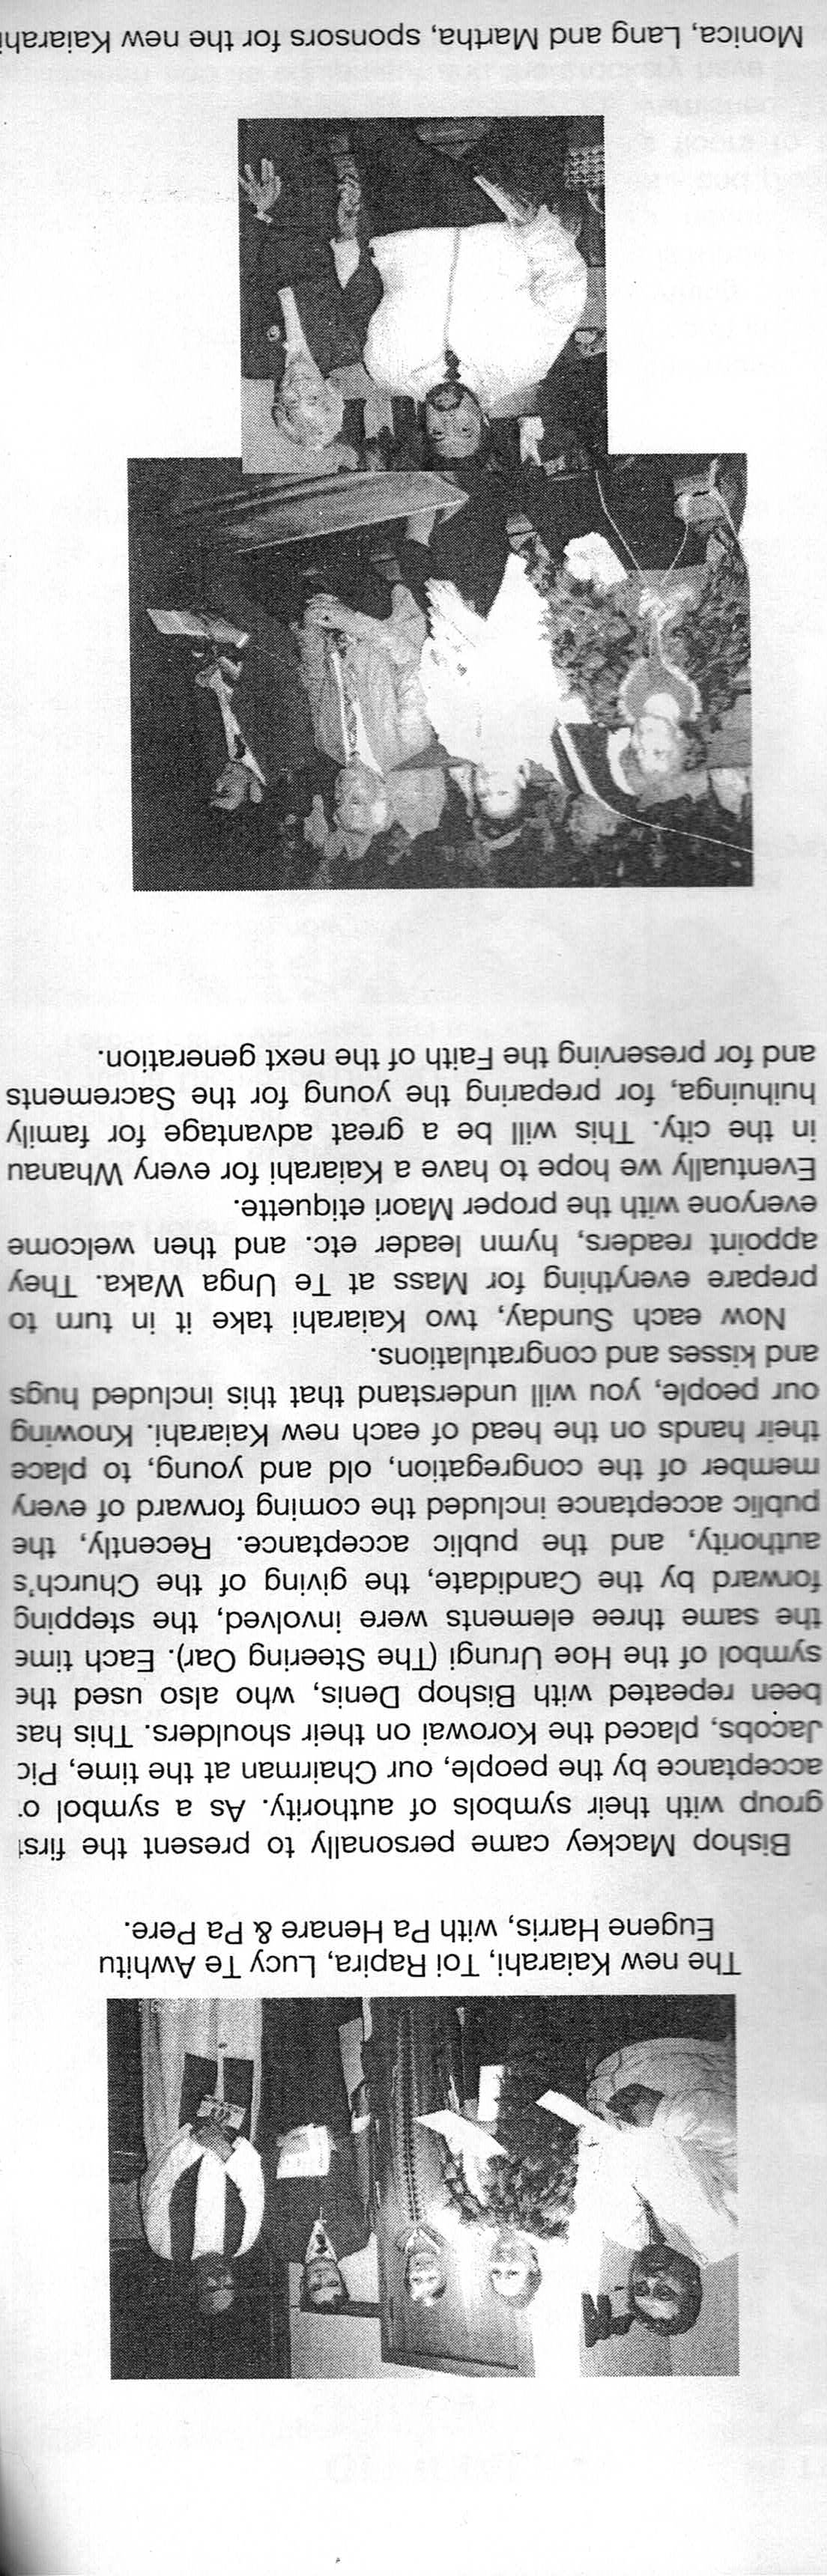 The new Kaiarahi, Toi Rapira, Lucy Te Awhitu
Eugene Harris, with Pa Henare & Pa Pere.
Bishop Mackey came personally to present the first
group with their symbols of authority. As a symbol o
acceptance by the people, our Chairman at the time, Pic
Jacobs, placed the Korowai on their shoulders. This has
been repeated with Bishop Denis, who also used the
symbol of the Hoe Urungi (The Steering Oar). Each time
the same three elements were involved, the stepping
forward by the Candidate, the giving of the Church's
authority, and the public acceptance. Recently, the
public acceptance included the coming forward of every
member of the congregation, old and young, to place
their hands on the head of each new Kaiarahi. Knowing
our people, you will understand that this included hugs
and kisses and congratulations.
Now each Sunday, two Kaiarahi take it in turn to
prepare everything for Mass at Te Unga Waka. They
appoint readers, hymn leader etc. and then welcome
everyone with the proper Maori etiquette.
Eventually we hope to have a Kaiarahi for every Whanau
in the city. This will be a great advantage for family
huihuinga, for preparing the young for the Sacrements
and for preserving the Faith of the next generation.
Monica, Lang and Martha, sponsors for the new Kaiarahi